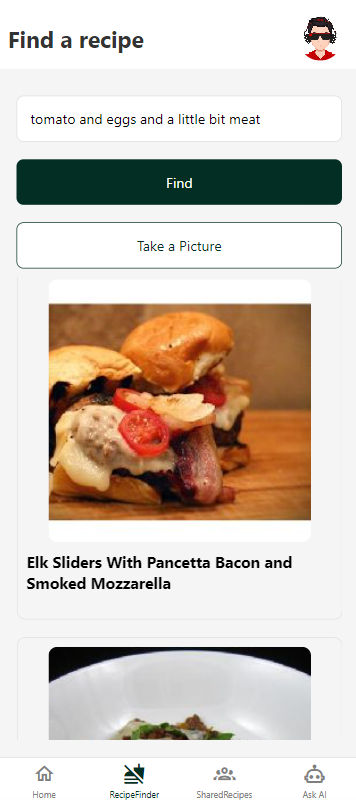 Find a recipe
tomato and eggs and a little bit meat
Find
Take a Picture
Elk Sliders With Pancetta Bacon and
Smoked Mozzarella
Home
RecipeFinder
SharedRecipes
Ask AI